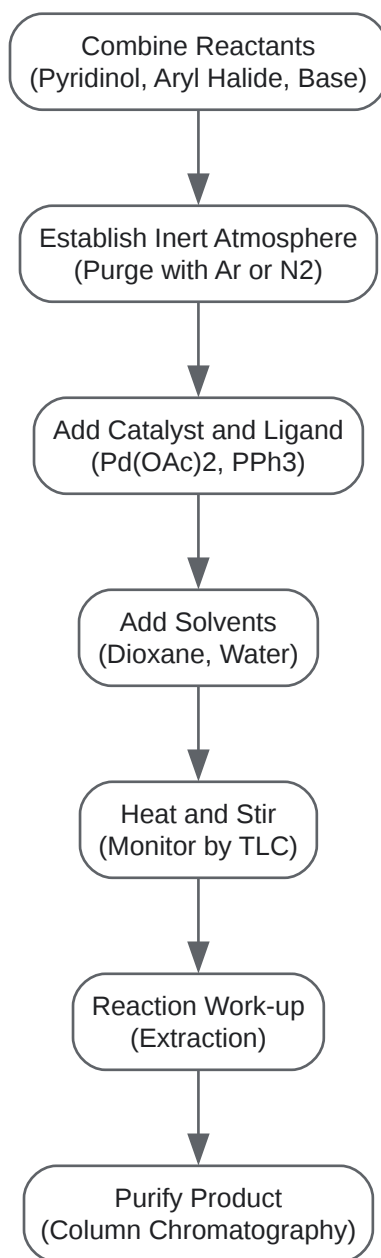 Combine Reactants
(Pyridinol, Aryl Halide, Base)
Establish Inert Atmosphere
(Purge with Ar or N2)
Add Catalyst and Ligand
(Pd(OAc)2, PPh3)
Add Solvents
(Dioxane, Water)
Heat and Stir
(Monitor by TLC)
Reaction Work-up
(Extraction)
Purify Product
(Column Chromatography)